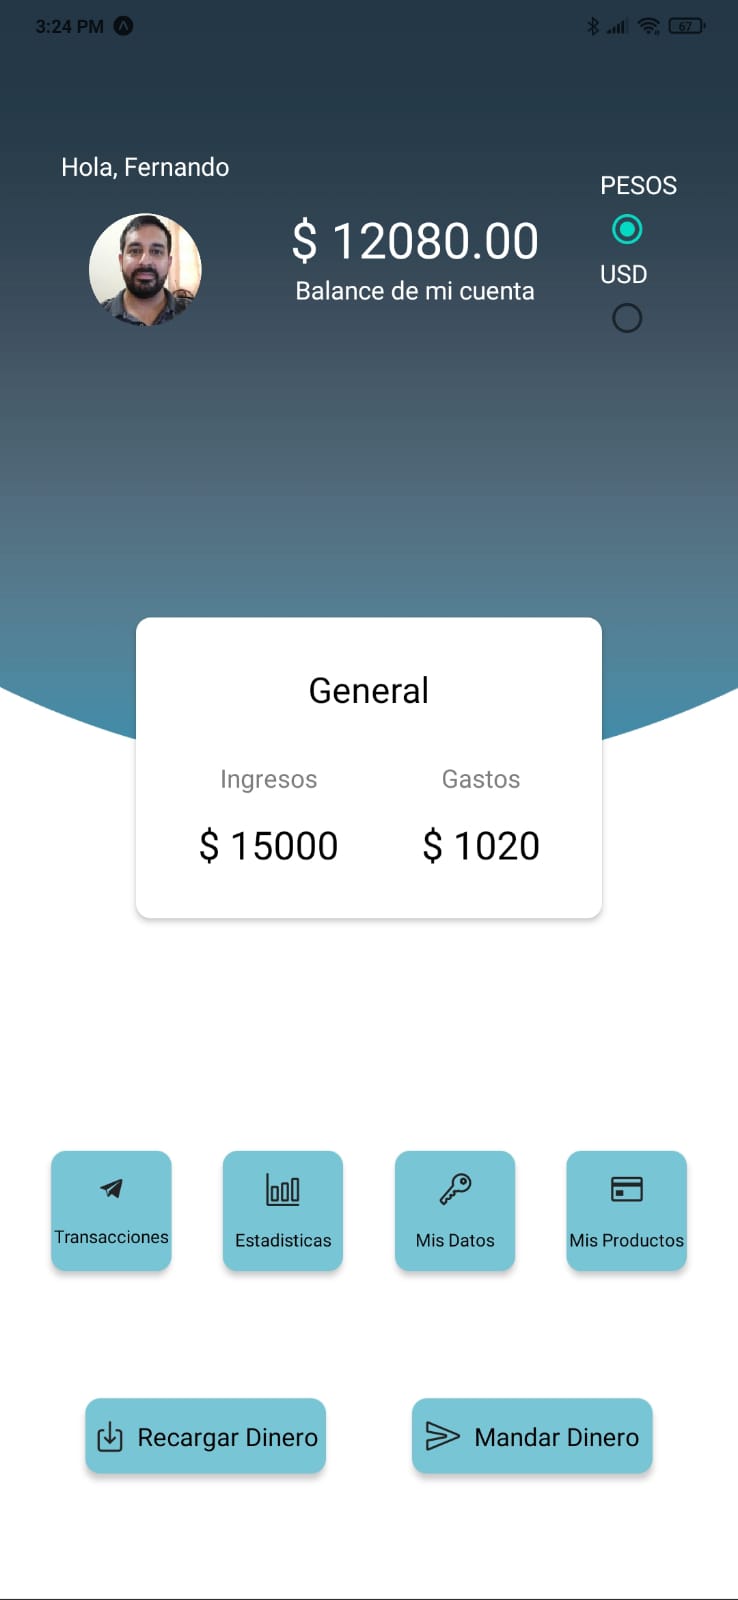 3:24 PM
67
Hola, Fernando
PESOS
$ 12080.00
Balance de mi cuenta
USD
General
Ingresos
Gastos
$ 15000
$ 1020
Transacciones
Estadisticas
Mis Datos
Mis Productos
Recargar Dinero
Mandar Dinero